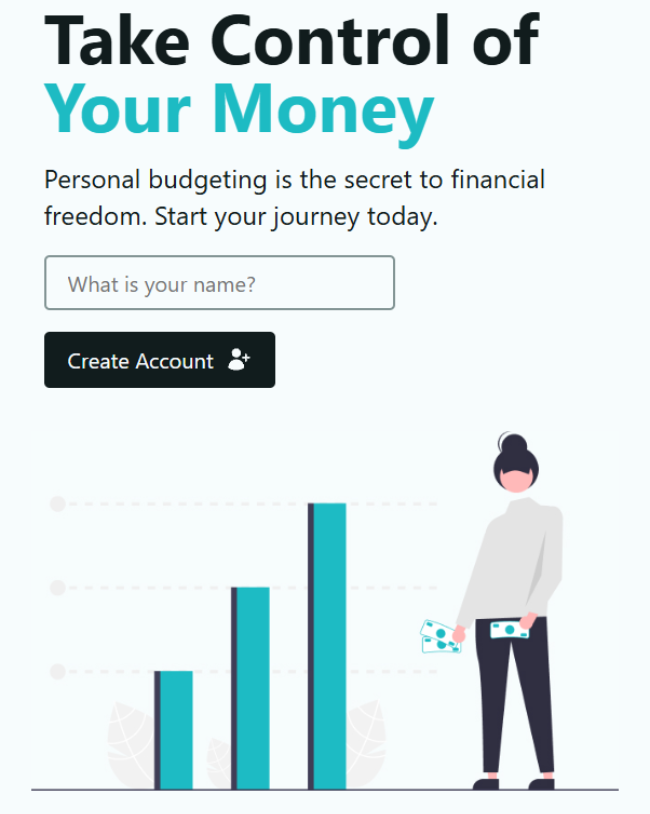 Take Control of
Your Money
Personal budgeting is the secret to financial
freedom. Start your journey today.
What is your name?
Create Account